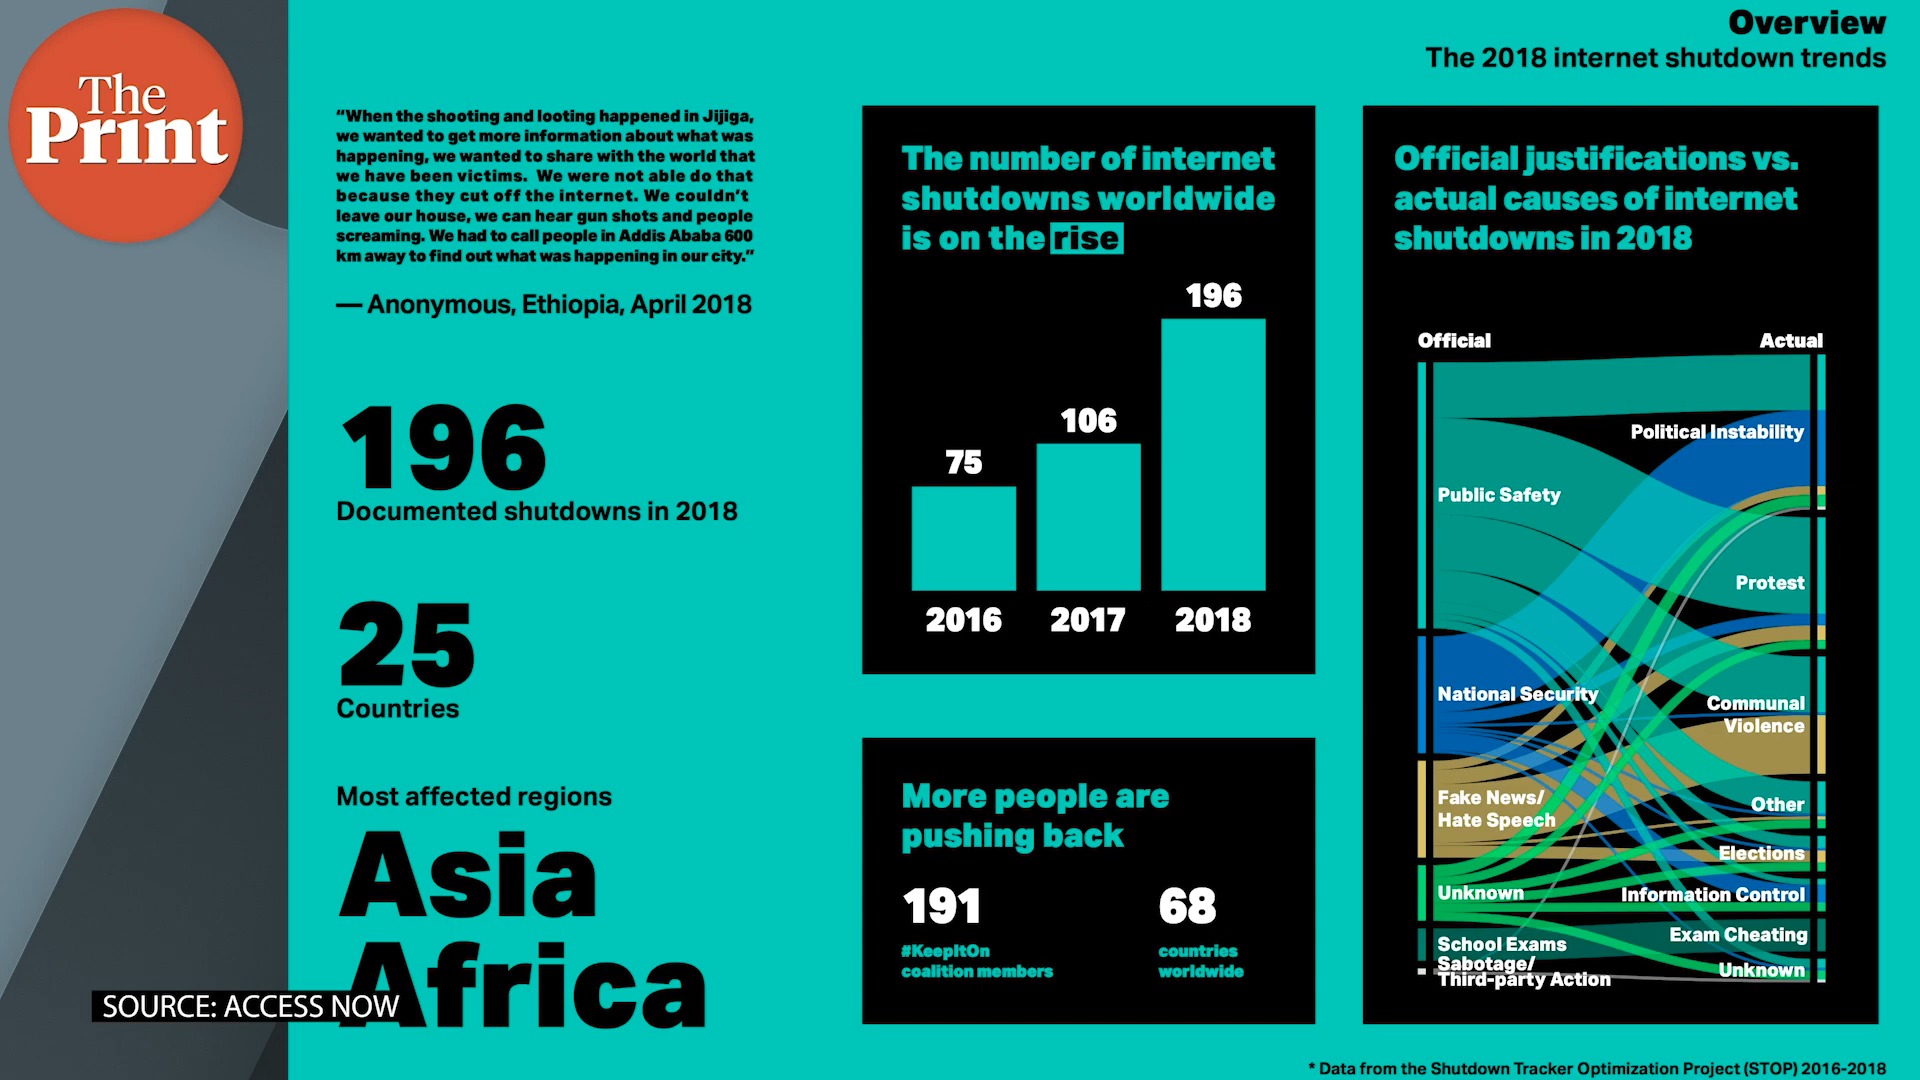 The
Print
Overview
The 2018 internet shutdown trends
“When the shooting and looting happened in Jijiga,
we wanted to get more information about what was
happening, we wanted to share with the world that
we have been victims. We were not able do that
because they cut off the internet. We couldn’t
leave our house, we can hear gun shots and people
screaming. We had to call people in Addis Ababa 600
km away to find out what was happening in our city.”
— Anonymous, Ethiopia, April 2018
196
Documented shutdowns in 2018
25
Countries
Most affected regions
Asia
Africa
SOURCE: ACCESS NOW
The number of internet
shutdowns worldwide
is on the rise
196
106
75
2016 2017 2018
More people are
pushing back
191 68
#KeepItOn countries
coalition members worldwide
Official justifications vs.
actual causes of internet
shutdowns in 2018
Official Actual
Political Instability
Public Safety
Protest
National Security
Communal
Violence
Fake News/
Hate Speech
Other
Elections
Unknown
Information Control
Exam Cheating
School Exams
Sabotage/
Third-party Action
Unknown
* Data from the Shutdown Tracker Optimization Project (STOP) 2016-2018